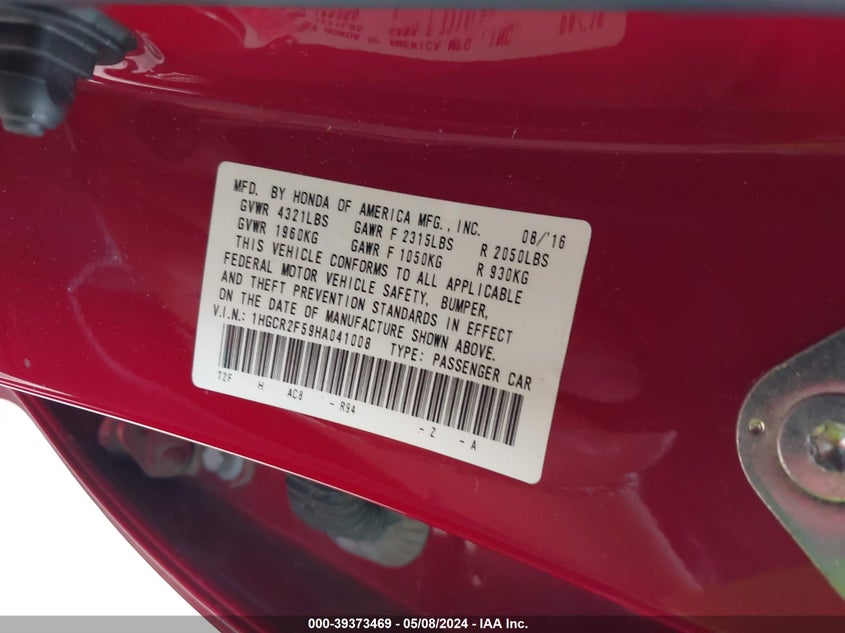 MFD. BY HONDA OF AMERICA MFG., INC. 08/'16
GVWR 4321LBS GAWR F 2315LBS R 2050LBS
GVWR 1960KG GAWR F 1050KG R 930KG
THIS VEHICLE CONFORMS TO ALL APPLICABLE
FEDERAL MOTOR VEHICLE SAFETY, BUMPER,
AND THEFT PREVENTION STANDARDS IN EFFECT
ON THE DATE OF MANUFACTURE SHOWN ABOVE.
V.I.N.: 1HGCR2F59HA041008 TYPE: PASSENGER CAR
T2F H AC8 - R94 - Z - A
000-39373469 - 05/08/2024 - IAA Inc.